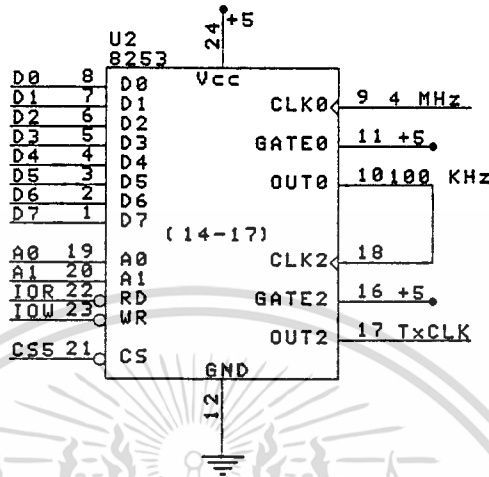 +5
24
U2
8253
Vcc
D0 8 D0
D1 7 D1
D2 6 D2
D3 5 D3
D4 4 D4
D5 3 D5
D6 2 D6
D7 1 D7
CLK0 9 4 MHz
GATE0 11 +5
OUT0 10 100 KHz
(14-17)
A0 19 A0
A1 20 A1
IOR 22 RD
IOW 23 WR
CS5 21 CS
CLK2 18
GATE2 16 +5
OUT2 17 TxCLK
GND
12